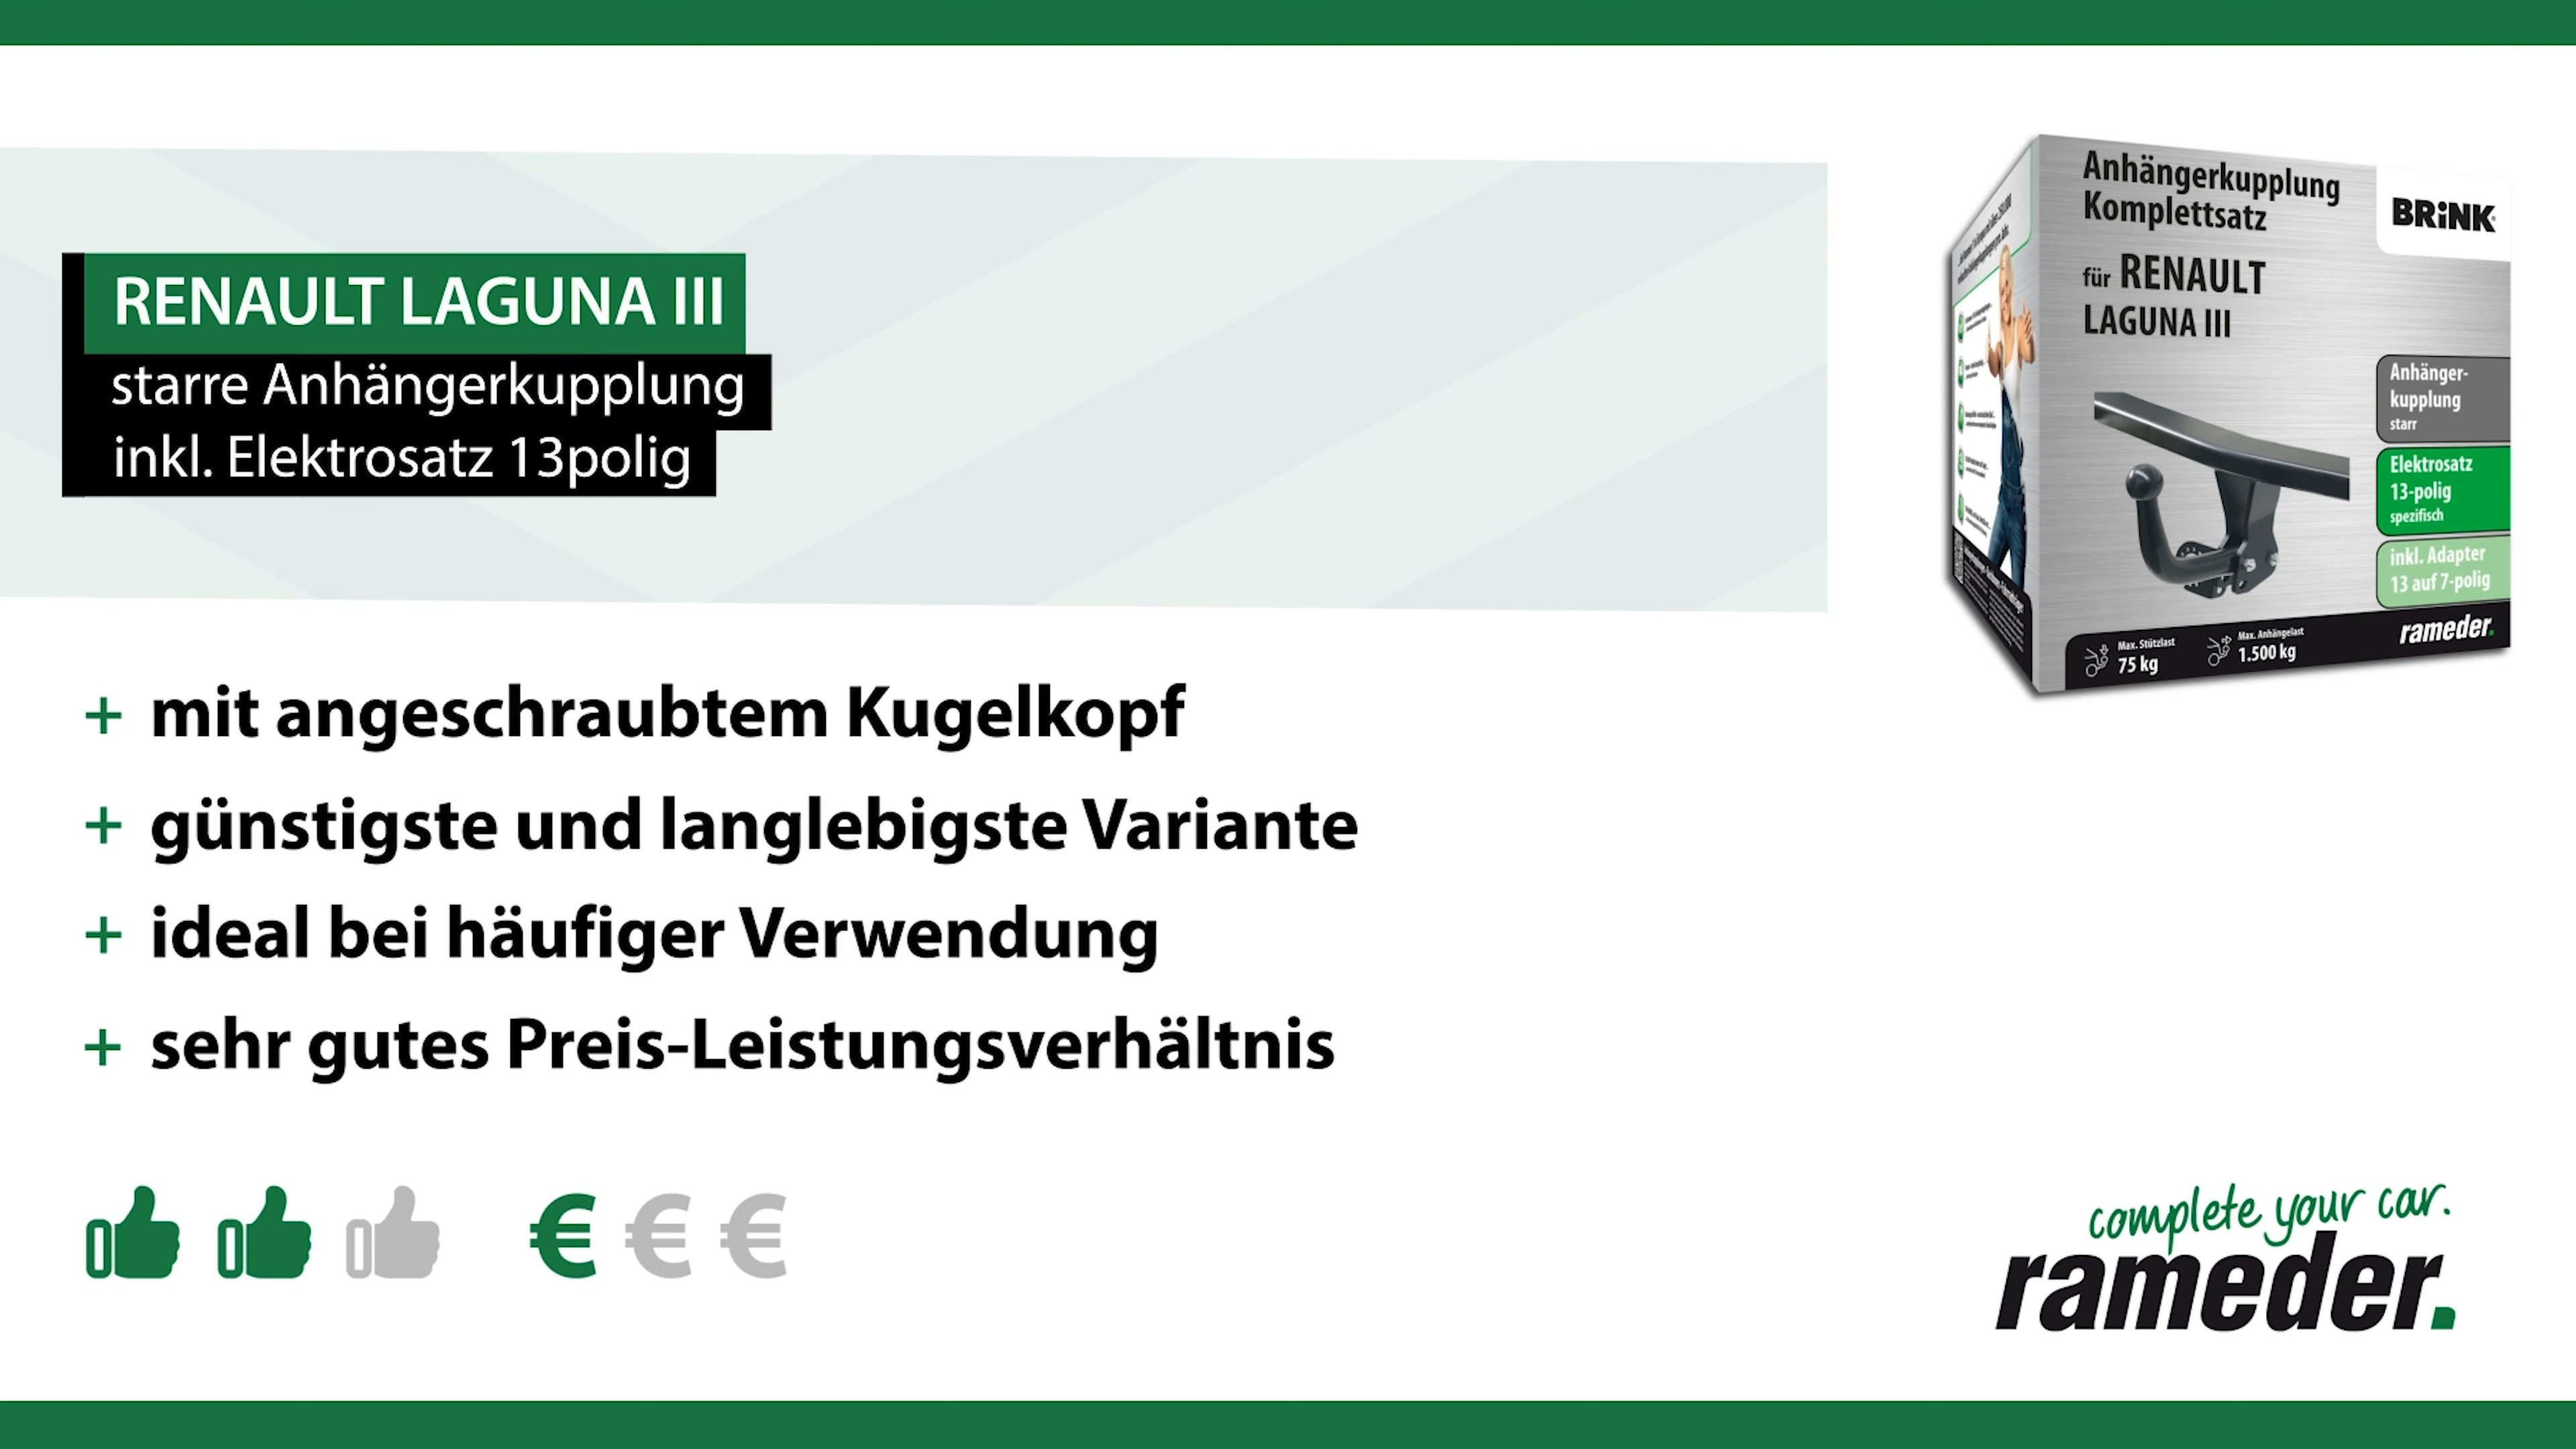 RENAULT LAGUNA III
starre Anhängerkupplung
inkl. Elektrosatz 13polig
+ mit angeschraubtem Kugelkopf
+ günstigste und langlebigste Variante
+ ideal bei häufiger Verwendung
+ sehr gutes Preis-Leistungsverhältnis
€ € €
Anhängerkupplung
Komplettsatz
für RENAULT
LAGUNA III
BRiNK
Anhänger-
kupplung
starr
Elektrosatz
13-polig
spezifisch
inkl. Adapter
13 auf 7-polig
Max. Stützlast
75 kg
Max. Anhängelast
1.500 kg
rameder.
complete your car.
rameder.